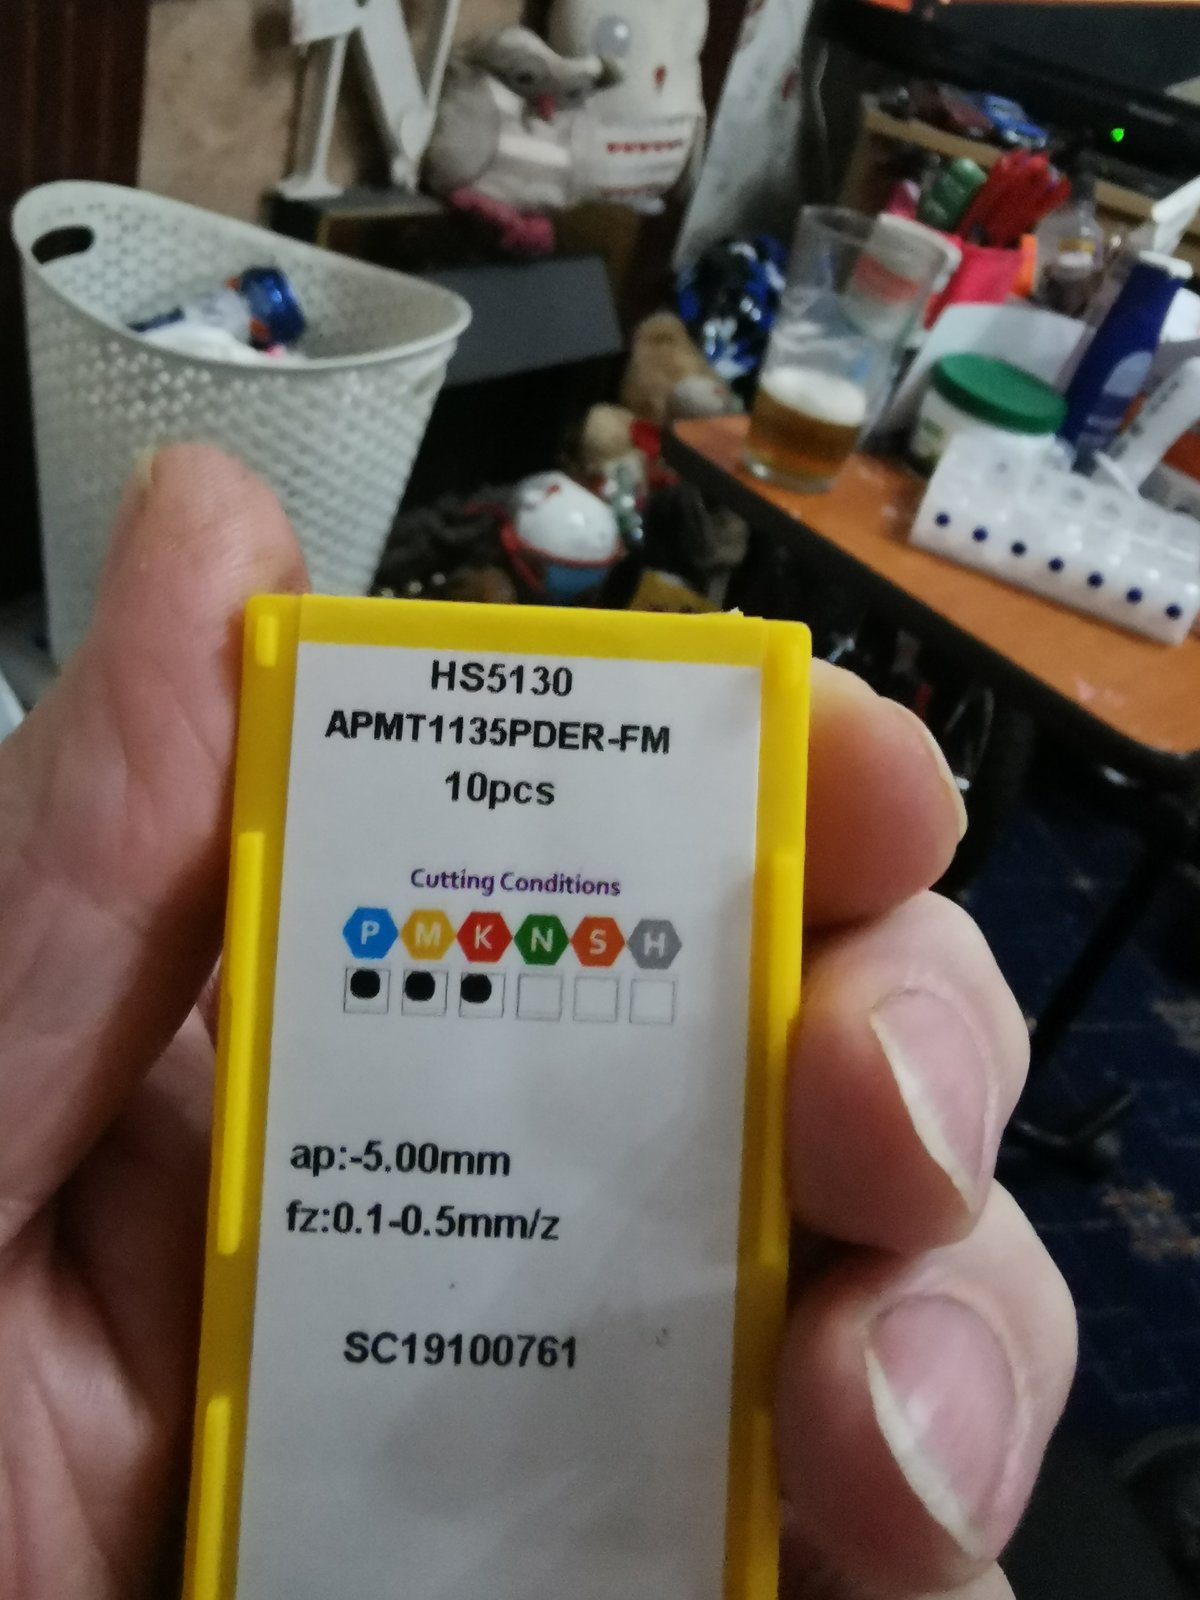 HS5130
APMT1135PDER-FM
10pcs
Cutting Conditions
P M K N S H
ap:-5.00mm
fz:0.1-0.5mm/z
SC19100761